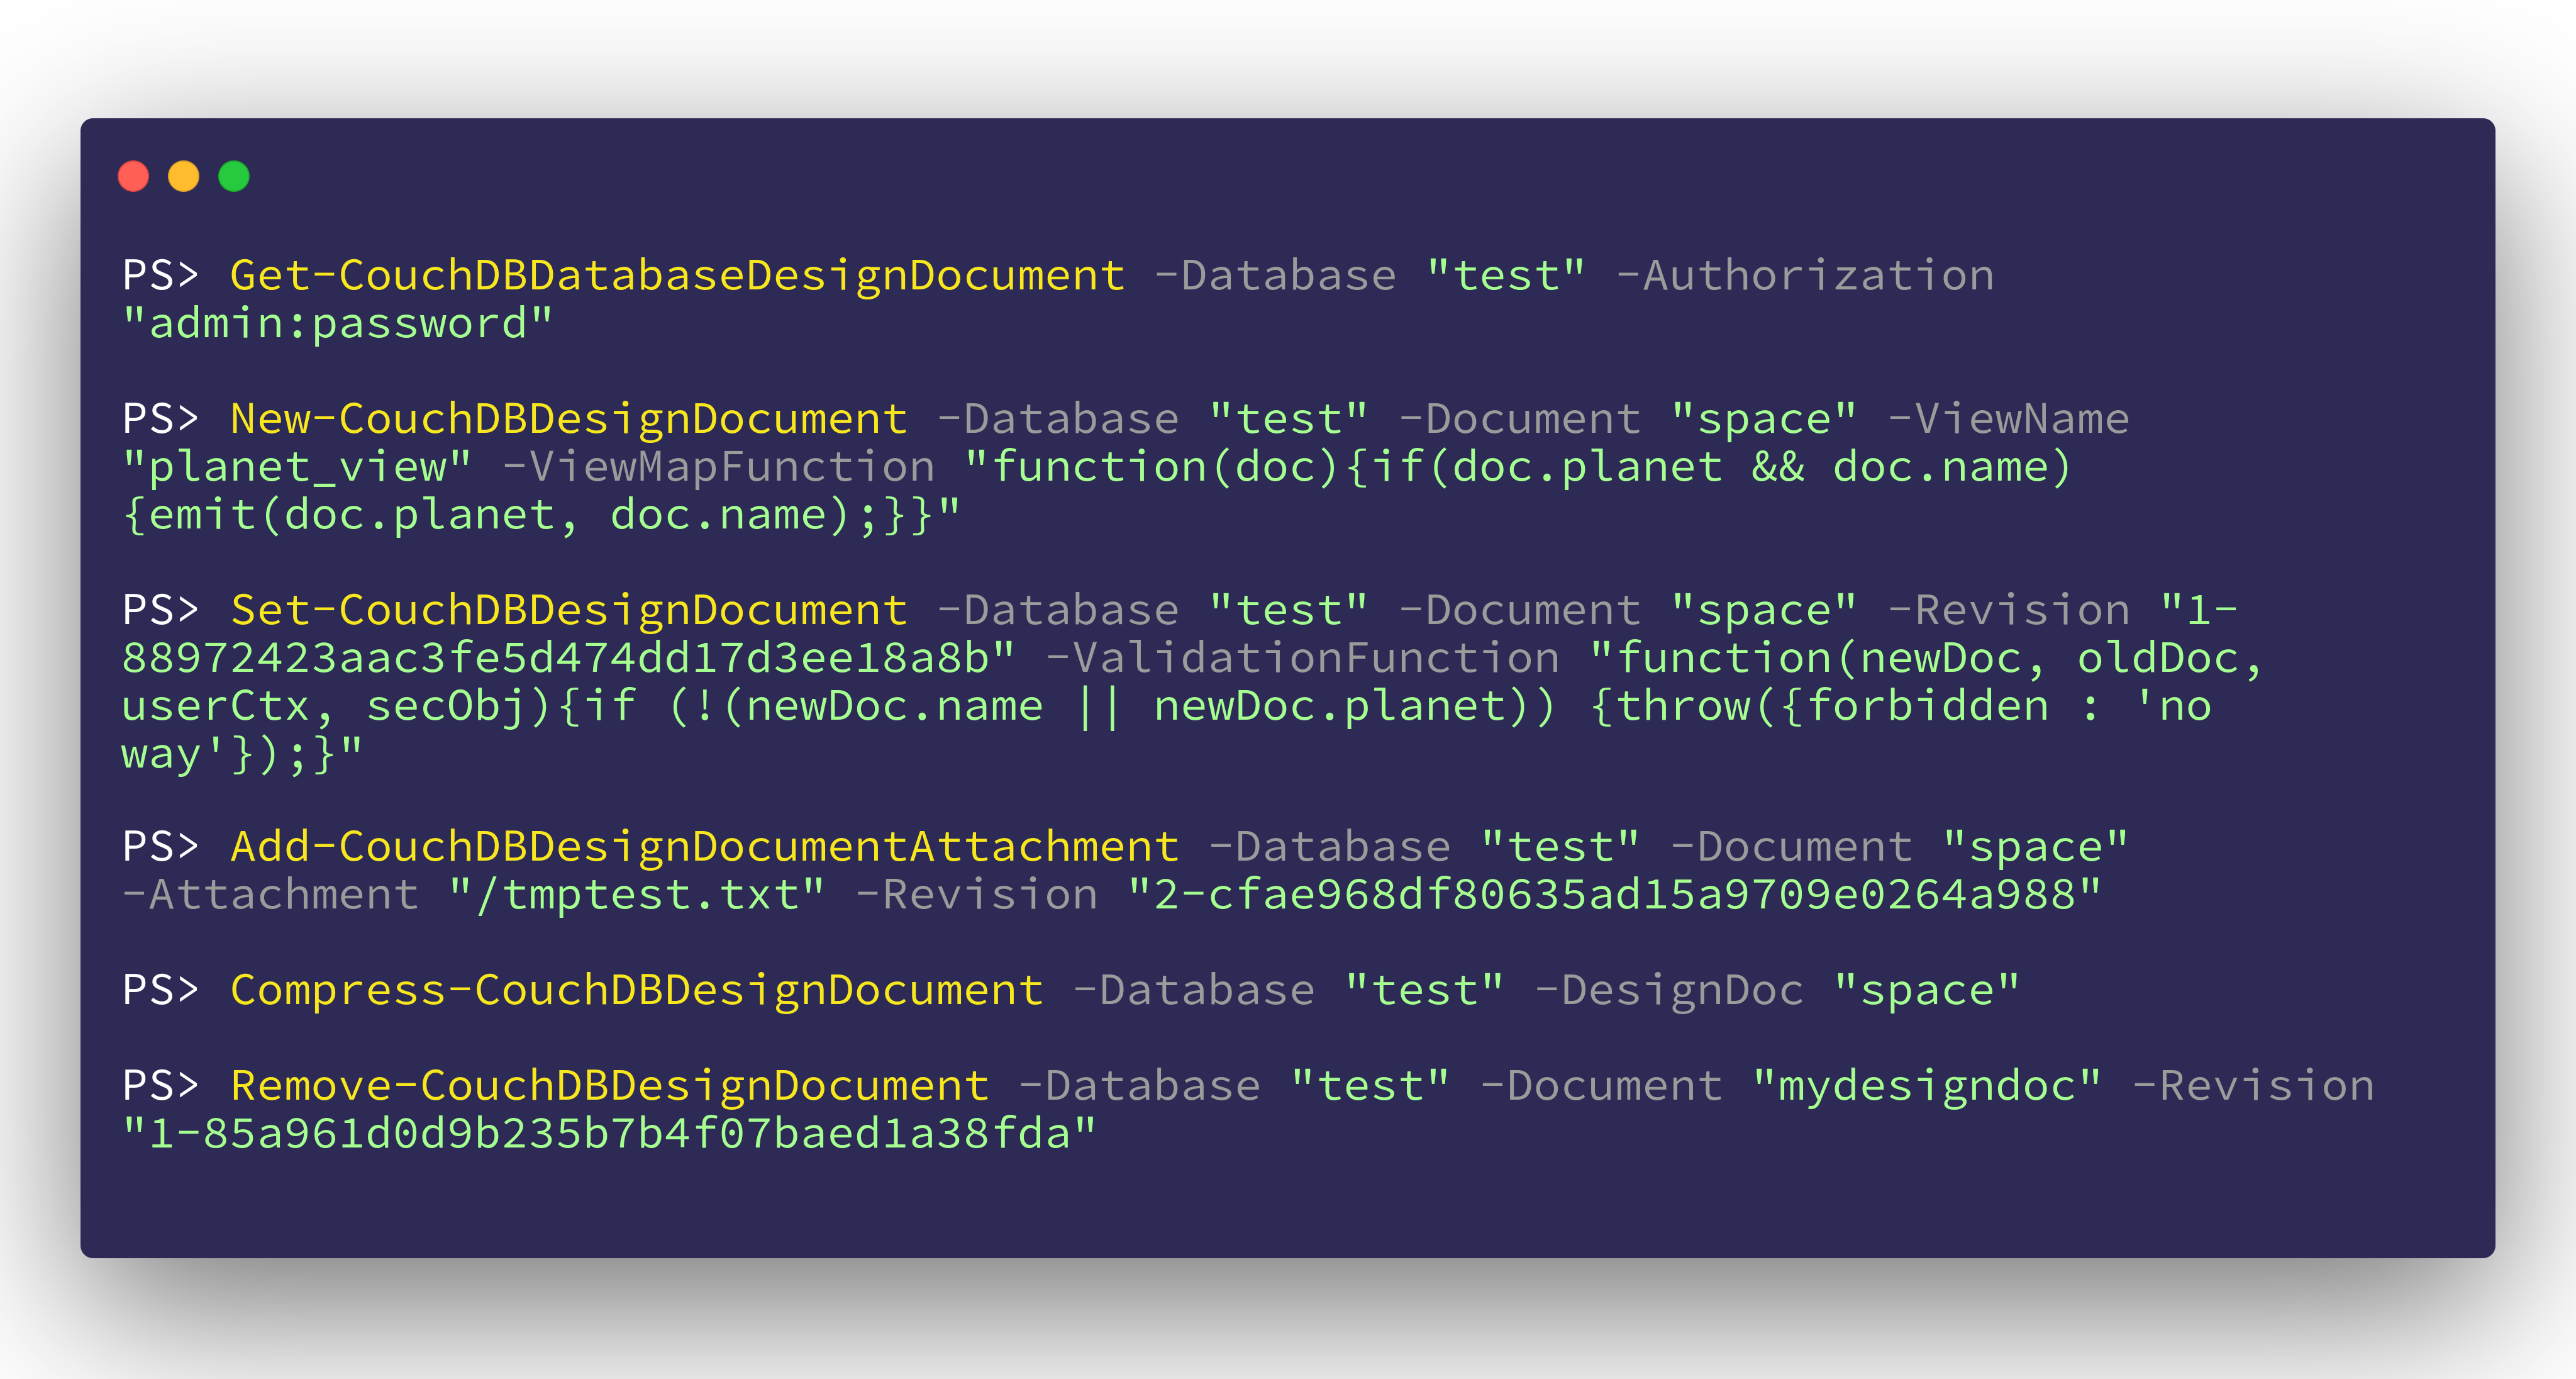 PS> Get-CouchDBDatabaseDesignDocument -Database "test" -Authorization
"admin:password"
PS> New-CouchDBDesignDocument -Database "test" -Document "space" -ViewName
"planet_view" -ViewMapFunction "function(doc){if(doc.planet && doc.name)
{emit(doc.planet, doc.name);}}"
PS> Set-CouchDBDesignDocument -Database "test" -Document "space" -Revision "1-
88972423aac3fe5d474dd17d3ee18a8b" -ValidationFunction "function(newDoc, oldDoc,
userCtx, secObj){if (!(newDoc.name || newDoc.planet)) {throw({forbidden : 'no
way'});}"
PS> Add-CouchDBDesignDocumentAttachment -Database "test" -Document "space"
-Attachment "/tmptest.txt" -Revision "2-cfae968df80635ad15a9709e0264a988"
PS> Compress-CouchDBDesignDocument -Database "test" -DesignDoc "space"
PS> Remove-CouchDBDesignDocument -Database "test" -Document "mydesigndoc" -Revision
"1-85a961d0d9b235b7b4f07baed1a38fda"